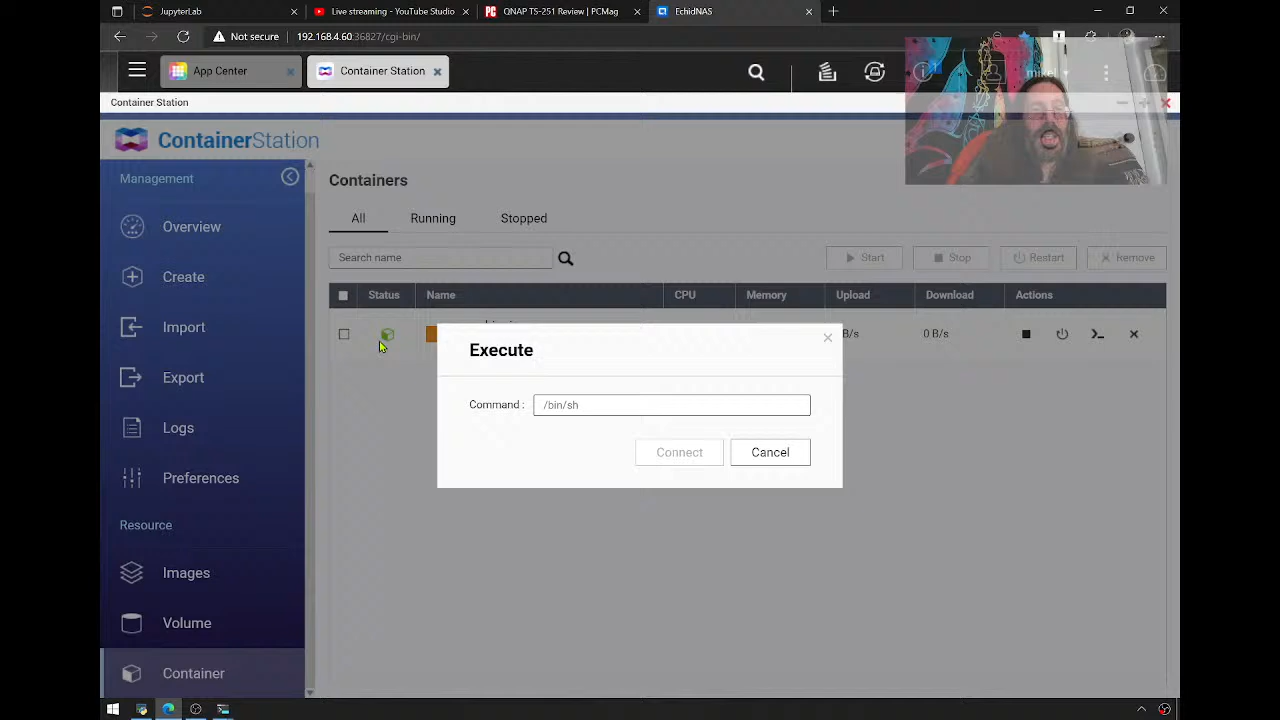 JupyterLab
Live streaming - YouTube Studio
PC QNAP TS-251 Review | PCMag
EchidNAS
Not secure 192.168.4.60:36827/cgi-bin/
App Center
Container Station
mikel
Container Station
ContainerStation
Management
Overview
Create
Import
Export
Logs
Preferences
Resource
Images
Volume
Container
Containers
All Running Stopped
Search name
Start Stop Restart Remove
Status Name CPU Memory Upload Download Actions
B/s 0 B/s
Execute
Command : /bin/sh
Connect Cancel